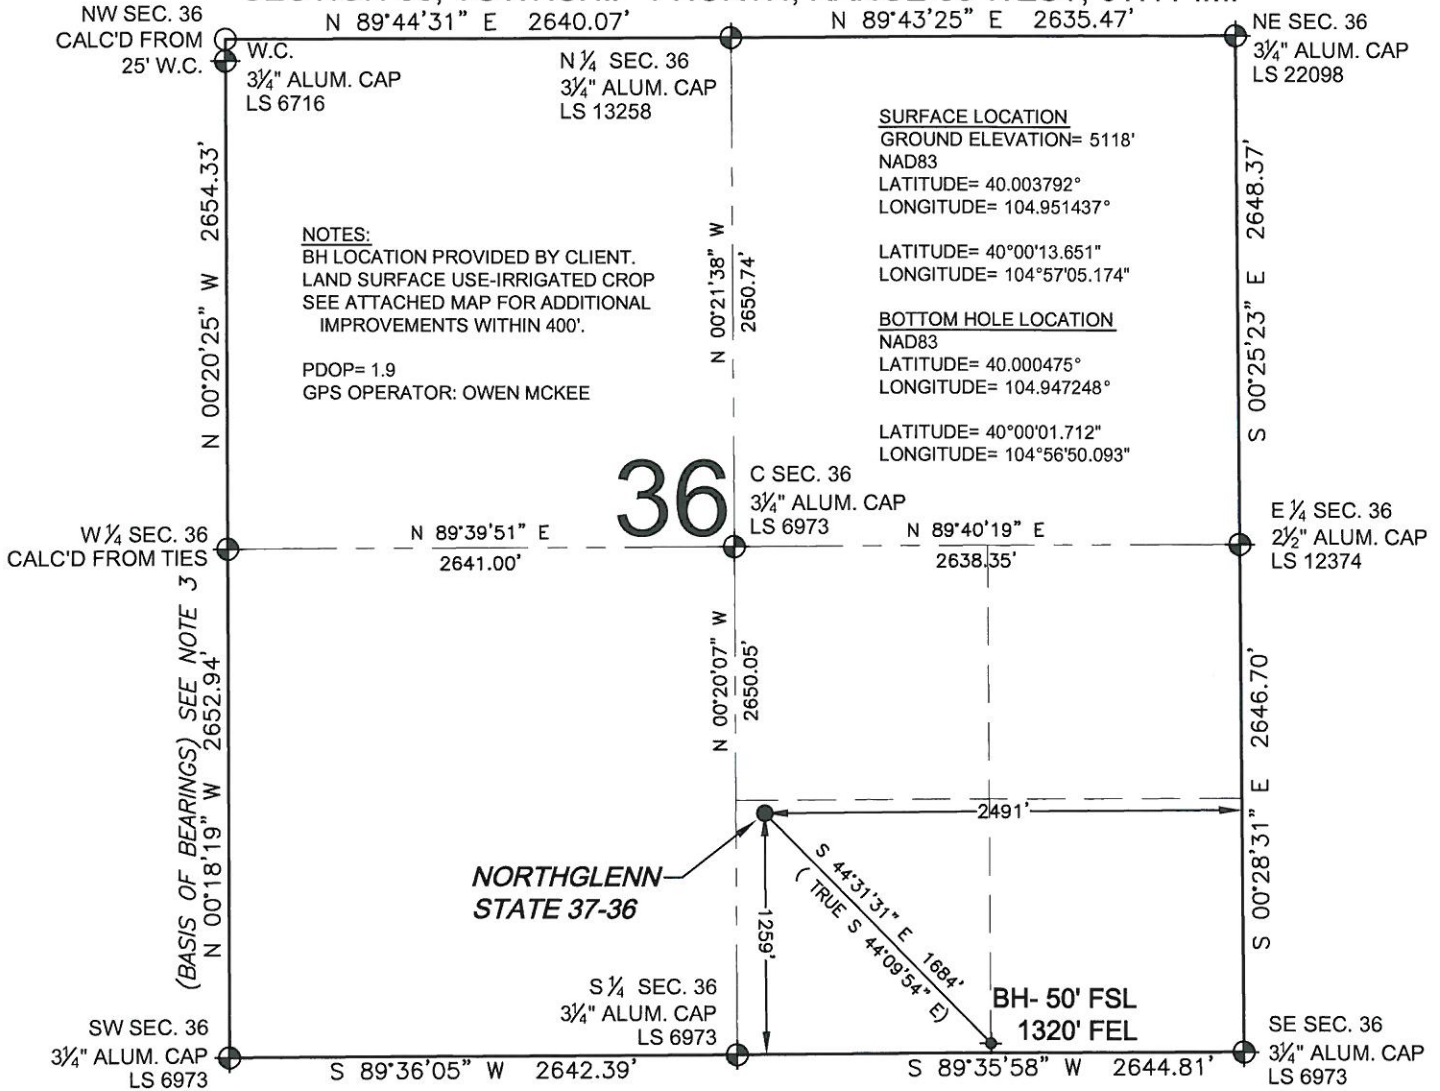 N 89°44'31" E 2640.07'
N 89°43'25" E 2635.47'
NW SEC. 36
CALC'D FROM
25' W.C.
W.C.
3¼" ALUM. CAP
LS 6716
N ¼ SEC. 36
3¼" ALUM. CAP
LS 13258
NE SEC. 36
3¼" ALUM. CAP
LS 22098
SURFACE LOCATION
GROUND ELEVATION= 5118'
NAD83
LATITUDE= 40.003792°
LONGITUDE= 104.951437°
LATITUDE= 40°00'13.651"
LONGITUDE= 104°57'05.174"
BOTTOM HOLE LOCATION
NAD83
LATITUDE= 40.000475°
LONGITUDE= 104.947248°
LATITUDE= 40°00'01.712"
LONGITUDE= 104°56'50.093"
NOTES:
BH LOCATION PROVIDED BY CLIENT.
LAND SURFACE USE-IRRIGATED CROP
SEE ATTACHED MAP FOR ADDITIONAL
IMPROVEMENTS WITHIN 400'.
PDOP= 1.9
GPS OPERATOR: OWEN MCKEE
N 00°20'25" W 2654.33'
N 00°21'38" W
2650.74'
S 00°25'23" E 2648.37'
36
C SEC. 36
3¼" ALUM. CAP
LS 6973
W ¼ SEC. 36
CALC'D FROM TIES
N 89°39'51" E
2641.00'
N 89°40'19" E
2638.35'
E ¼ SEC. 36
2½" ALUM. CAP
LS 12374
(BASIS OF BEARINGS) SEE NOTE 3
N 00°18'19" W 2652.94'
N 00°20'07" W
2650.05'
S 00°28'31" E 2646.70'
2491'
1259'
NORTHGLENN
STATE 37-36
S 44°31'31" E 1684'
( TRUE S 44°09'54" E)
BH- 50' FSL
1320' FEL
S ¼ SEC. 36
3¼" ALUM. CAP
LS 6973
SW SEC. 36
3¼" ALUM. CAP
LS 6973
SE SEC. 36
3¼" ALUM. CAP
LS 6973
S 89°36'05" W 2642.39'
S 89°35'58" W 2644.81'